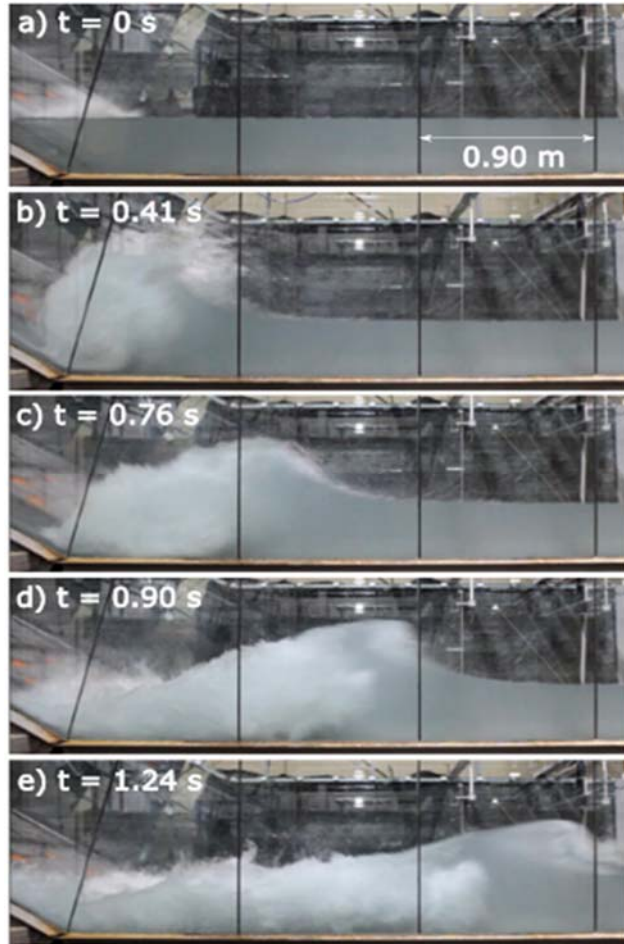 a) t = 0 s
0.90 m
b) t = 0.41 s
c) t = 0.76 s
d) t = 0.90 s
e) t = 1.24 s